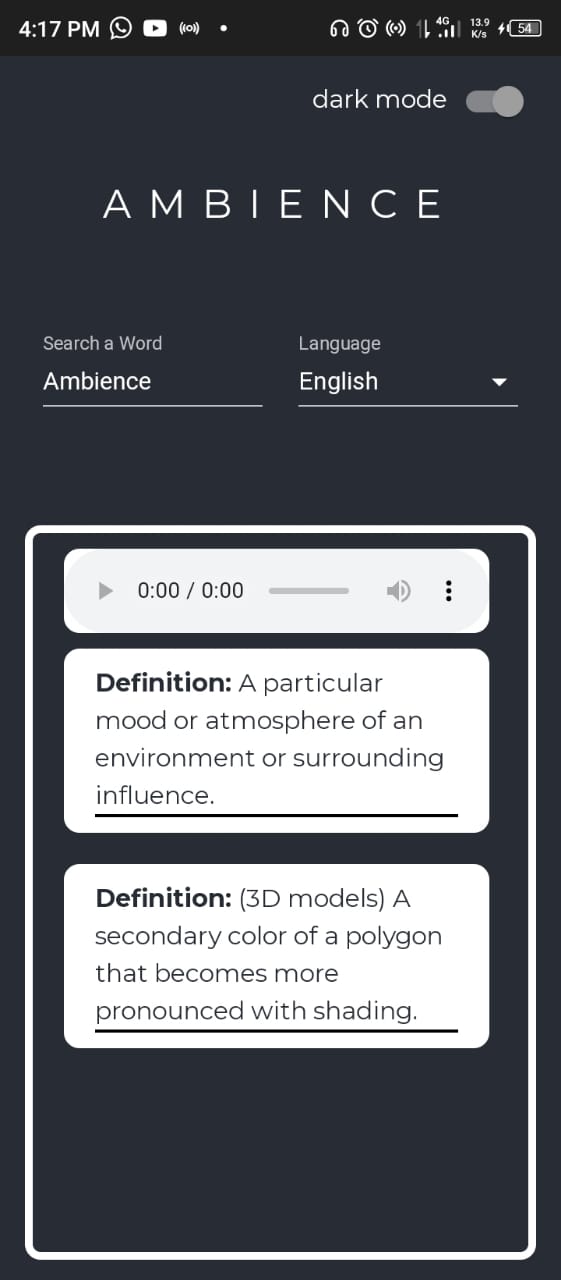 4:17 PM
4G
13.9 K/s
54
dark mode
AMBIENCE
Search a Word
Language
Ambience
English
0:00 / 0:00
Definition: A particular
mood or atmosphere of an
environment or surrounding
influence.
Definition: (3D models) A
secondary color of a polygon
that becomes more
pronounced with shading.